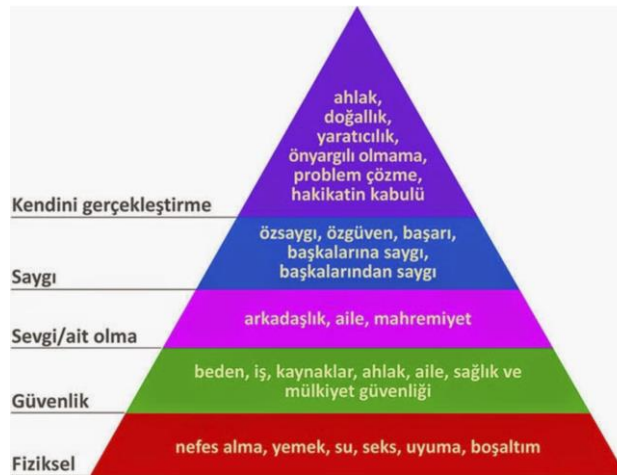 ahlak,
doğallık,
yaratıcılık,
önyargılı olmama,
problem çözme,
hakikatin kabulü
Kendini gerçekleştirme
özsaygı, özgüven, başarı,
başkalarına saygı,
başkalarından saygı
Saygı
arkadaşlık, aile, mahremiyet
Sevgi/ait olma
beden, iş, kaynaklar, ahlak, aile, sağlık ve
mülkiyet güvenliği
Güvenlik
nefes alma, yemek, su, seks, uyuma, boşaltım
Fiziksel